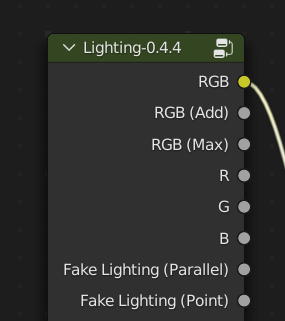 Lighting-0.4.4
RGB
RGB (Add)
RGB (Max)
R
G
B
Fake Lighting (Parallel)
Fake Lighting (Point)